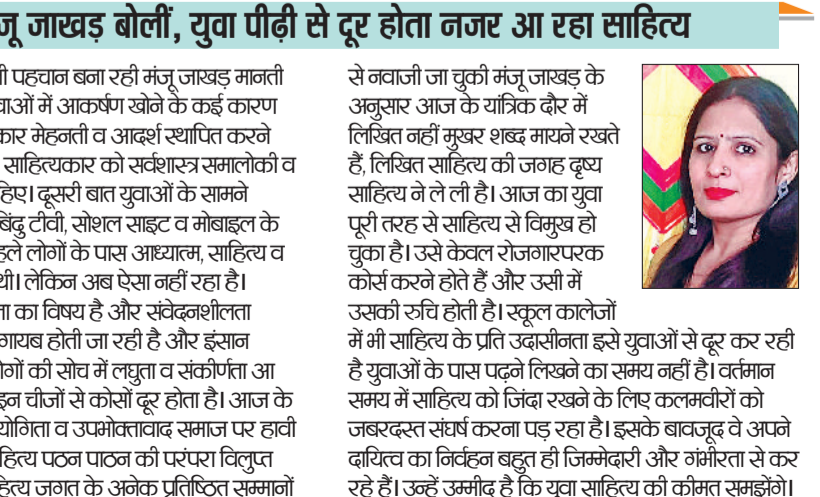 जू जाखड़ बोलीं, युवा पीढ़ी से दूर होता नजर आ रहा साहित्य
पहचान बना रही मंजू जाखड़ मानती
में आकर्षण खोने के कई कारण
मेहनती व आदर्श स्थापित करने
साहित्यकार को सर्वशास्त्र समालोकी व
हिए। दूसरी बात युवाओं के सामने
बिंदु टीवी, सोशल साइट व मोबाइल के
हले लोगों के पास आध्यात्म, साहित्य व
थी। लेकिन अब ऐसा नहीं रहा है।
ता का विषय है और संवेदनशीलता
गायब होती जा रही है और इंसान
की सोच में लघुता व संकीर्णता आ
इन चीजों से कोसों दूर होता है। आज के
योगिता व उपभोक्तावाद समाज पर हावी
हित्य पठन पाठन की परंपरा विलुप्त
हित्य जगत के अनेक प्रतिष्ठित सम्मानों
से नवाजी जा चुकी मंजू जाखड़ के
अनुसार आज के यांत्रिक दौर में
लिखित नहीं मुखर शब्द मायने रखते
हैं, लिखित साहित्य की जगह दृष्य
साहित्य ने ले ली है। आज का युवा
पूरी तरह से साहित्य से विमुख हो
चुका है। उसे केवल रोजगारपरक
कोर्स करने होते हैं और उसी में
उसकी रुचि होती है। स्कूल कालेजों
में भी साहित्य के प्रति उदासीनता इसे युवाओं से दूर कर रही
है युवाओं के पास पढ़ने लिखने का समय नहीं है। वर्तमान
समय में साहित्य को जिंदा रखने के लिए कलमवीरों को
जबरदस्त संघर्ष करना पड़ रहा है। इसके बावजूद वे अपने
दायित्व का निर्वहन बहुत ही जिम्मेदारी और गंभीरता से कर
रहे हैं। उन्हें उम्मीद है कि युवा साहित्य की कीमत समझेंगे।